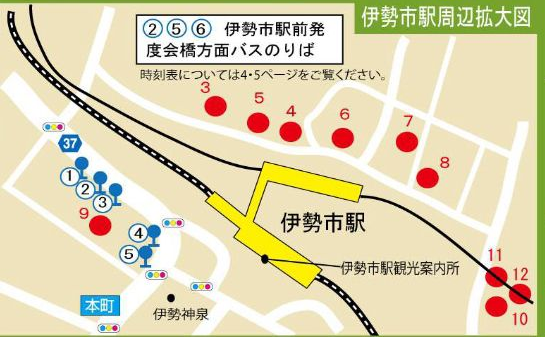 伊勢市駅周辺拡大図
②⑤⑥ 伊勢市駅前発
度会橋方面バスのりば
時刻表については4・5ページをご覧ください。
3
5
4
6
7
8
37
①
②
③
9
④
⑤
伊勢市駅
伊勢市駅観光案内所
11
12
10
本町
伊勢神泉